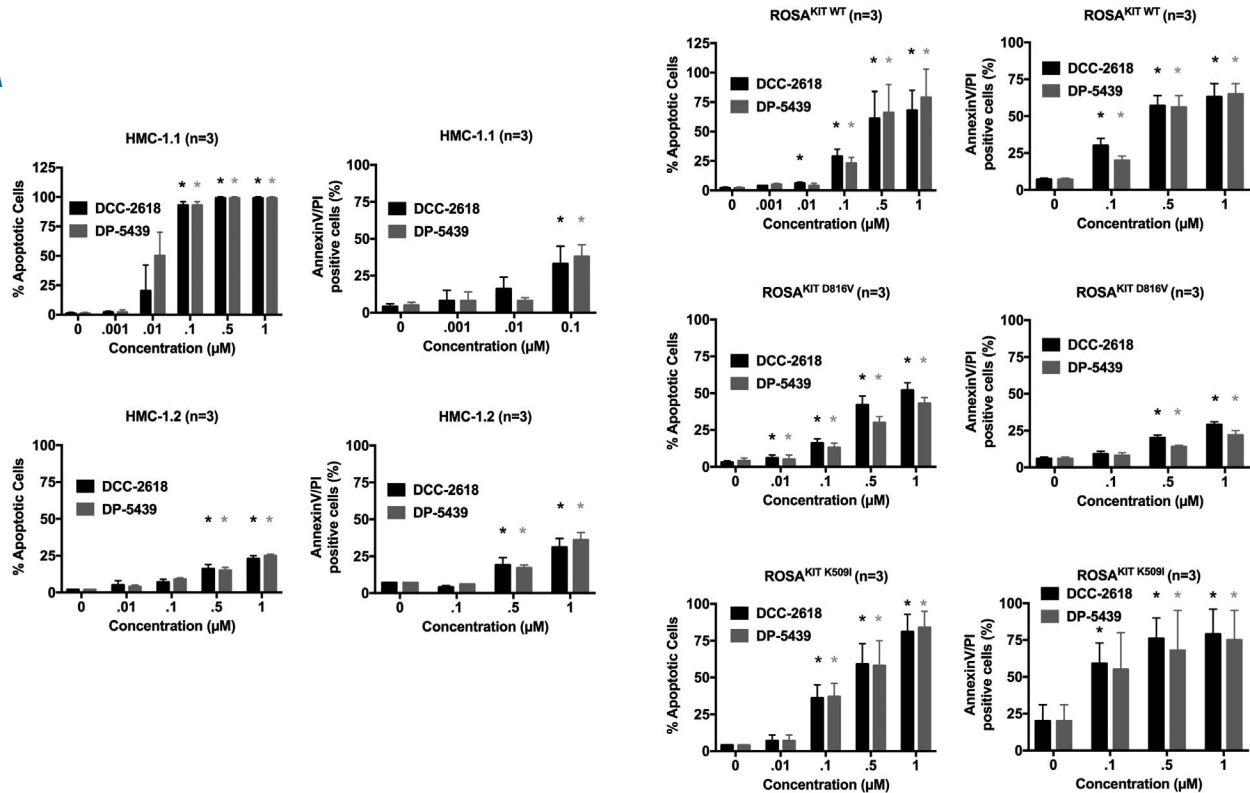 A
HMC-1.1 (n=3)
% Apoptotic Cells
125
100
75
50
25
0
DCC-2618
DP-5439
* * * * * *
0 .001 .01 .1 .5 1
Concentration (µM)
HMC-1.1 (n=3)
AnnexinV/PI
positive cells (%)
100
75
50
25
0
DCC-2618
DP-5439
* *
0 .001 .01 0.1
Concentration (µM)
HMC-1.2 (n=3)
% Apoptotic Cells
100
75
50
25
0
DCC-2618
DP-5439
* * * *
0 .01 .1 .5 1
Concentration (µM)
HMC-1.2 (n=3)
AnnexinV/PI
positive cells (%)
100
75
50
25
0
DCC-2618
DP-5439
* * * *
0 .1 .5 1
Concentration (µM)
ROSAKIT WT (n=3)
% Apoptotic Cells
125
100
75
50
25
0
DCC-2618
DP-5439
* * * * * * *
0 .001 .01 .1 .5 1
Concentration (µM)
ROSAKIT WT (n=3)
AnnexinV/PI
positive cells (%)
100
75
50
25
0
DCC-2618
DP-5439
* * * * * *
0 .1 .5 1
Concentration (µM)
ROSAKIT D816V (n=3)
% Apoptotic Cells
100
75
50
25
0
DCC-2618
DP-5439
* * * * * * * *
0 .01 .1 .5 1
Concentration (µM)
ROSAKIT D816V (n=3)
AnnexinV/PI
positive cells (%)
100
75
50
25
0
DCC-2618
DP-5439
* * * *
0 .1 .5 1
Concentration (µM)
ROSAKIT K509I (n=3)
% Apoptotic Cells
100
75
50
25
0
DCC-2618
DP-5439
* * * * * *
0 .01 .1 .5 1
Concentration (µM)
ROSAKIT K509I (n=3)
AnnexinV/PI
positive cells (%)
100
75
50
25
0
DCC-2618
DP-5439
* * * * *
0 .1 .5 1
Concentration (µM)